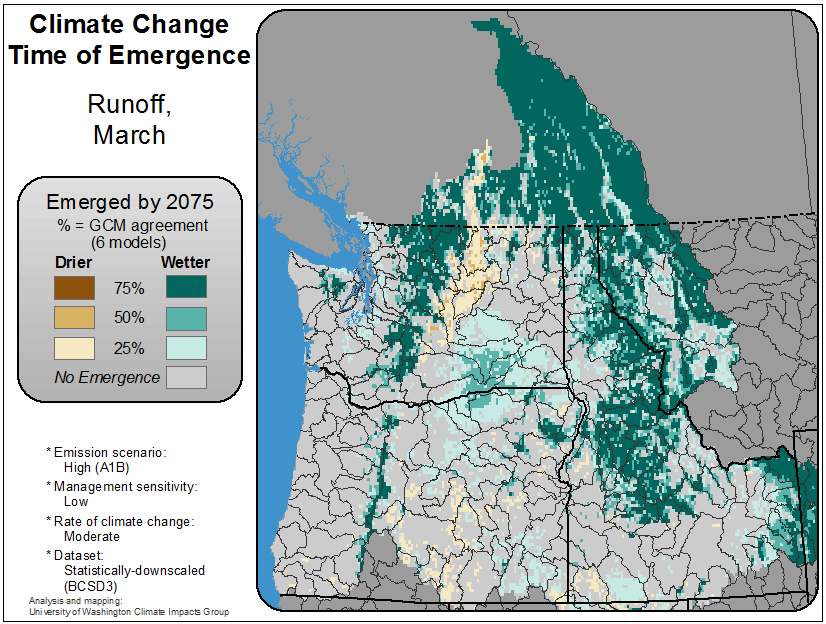 Climate Change
Time of Emergence
Runoff,
March
Emerged by 2075
% = GCM agreement
(6 models)
Drier Wetter
75%
50%
25%
No Emergence
* Emission scenario:
High (A1B)
* Management sensitivity:
Low
* Rate of climate change:
Moderate
* Dataset:
Statistically-downscaled
(BCSD3)
Analysis and mapping:
University of Washington Climate Impacts Group